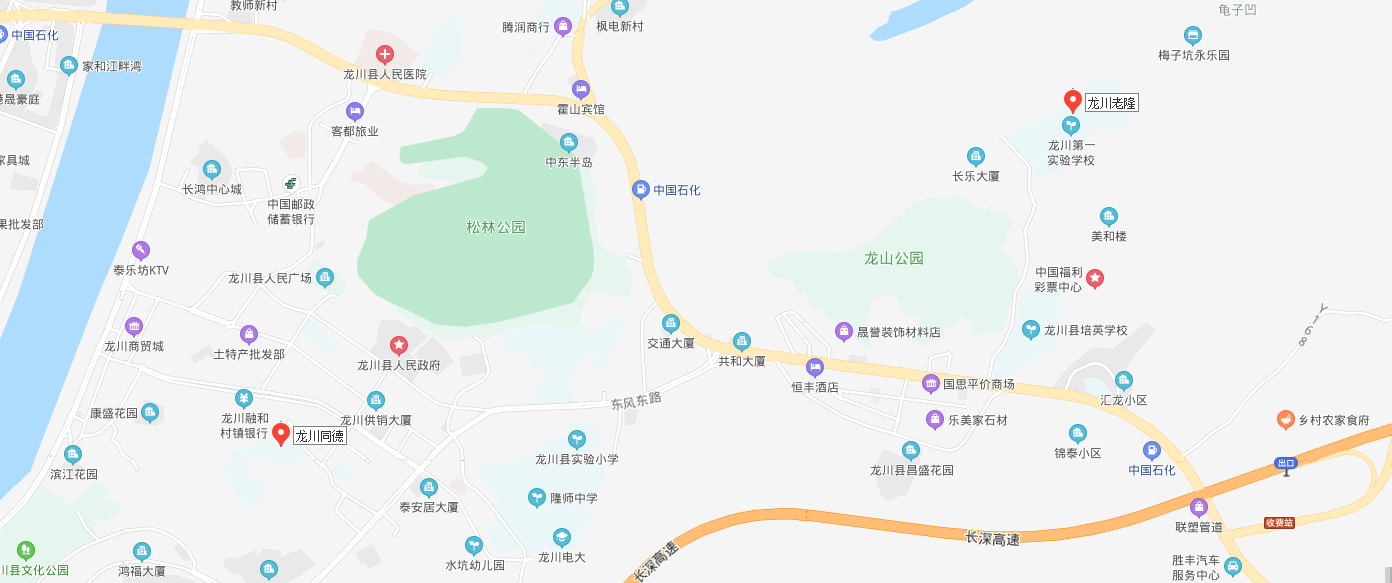 教师新村
龟子凹
腾润商行
枫电新村
中国石化
梅子坑永乐园
家和江畔湾
龙川县人民医院
港晟豪庭
霍山宾馆
龙川老隆
客都旅业
龙川第一
实验学校
家具城
中东半岛
长乐大厦
长鸿中心城
中国石化
中国邮政
储蓄银行
果批发部
松林公园
美和楼
龙山公园
泰乐坊KTV
龙川县人民广场
中国福利
彩票中心
Y168
龙川商贸城
土特产批发部
龙川县人民政府
交通大厦
共和大厦
晟誉装饰材料店
龙川县培英学校
恒丰酒店
国思平价商场
汇龙小区
东风东路
康盛花园
龙川融和
村镇银行
龙川供销大厦
乐美家石材
乡村农家食府
龙川同德
锦泰小区
滨江花园
龙川县实验小学
龙川县昌盛花园
中国石化
出口
隆师中学
泰安居大厦
联塑管道
收费站
长深高速
龙川电大
水坑幼儿园
川县文化公园
鸿福大厦
长深高速
胜丰汽车
服务中心